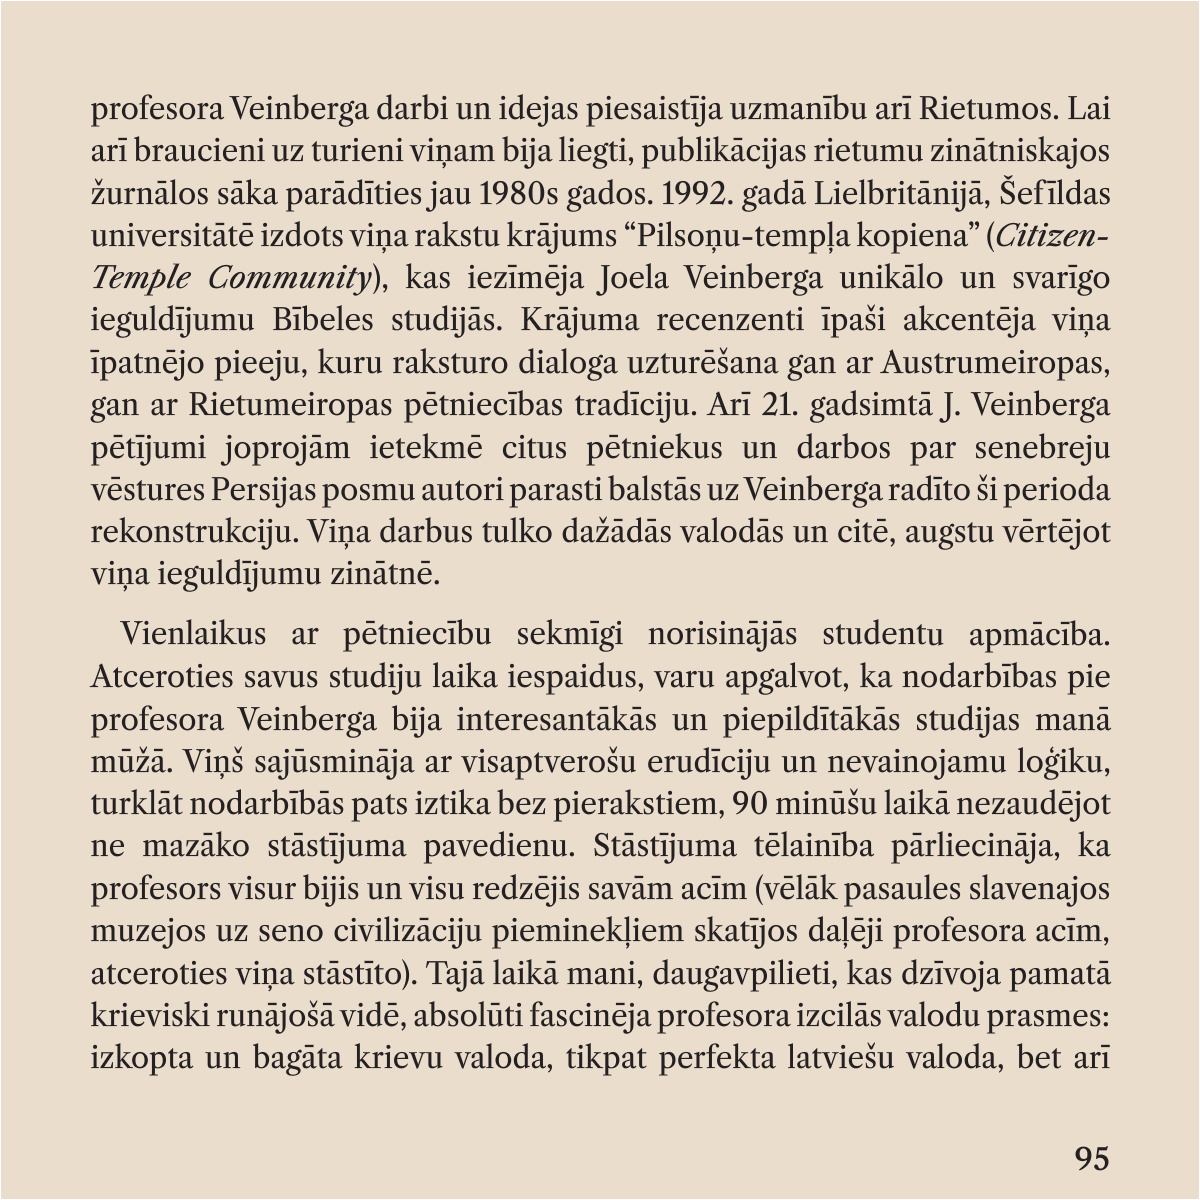 profesora Veinberga darbi un idejas piesaistīja uzmanību arī Rietumos. Lai
arī braucieni uz turieni viņam bija liegti, publikācijas rietumu zinātniskajos
žurnālos sāka parādīties jau 1980s gados. 1992. gadā Lielbritānijā, Šefīldas
universitātē izdots viņa rakstu krājums “Pilsoņu-tempļa kopiena” (Citizen-
Temple Community), kas iezīmēja Joela Veinberga unikālo un svarīgo
ieguldījumu Bībeles studijās. Krājuma recenzenti īpaši akcentēja viņa
īpatnējo pieeju, kuru raksturo dialoga uzturēšana gan ar Austrumeiropas,
gan ar Rietumeiropas pētniecības tradīciju. Arī 21. gadsimtā J. Veinberga
pētījumi joprojām ietekmē citus pētniekus un darbos par senebreju
vēstures Persijas posmu autori parasti balstās uz Veinberga radīto ši perioda
rekonstrukciju. Viņa darbus tulko dažādās valodās un citē, augstu vērtējot
viņa ieguldījumu zinātnē.
Vienlaikus ar pētniecību sekmīgi norisinājās studentu apmācība.
Atceroties savus studiju laika iespaidus, varu apgalvot, ka nodarbības pie
profesora Veinberga bija interesantākās un piepildītākās studijas manā
mūžā. Viņš sajūsmināja ar visaptverošu erudīciju un nevainojamu loģiku,
turklāt nodarbībās pats iztika bez pierakstiem, 90 minūšu laikā nezaudējot
ne mazāko stāstījuma pavedienu. Stāstījuma tēlainība pārliecināja, ka
profesors visur bijis un visu redzējis savām acīm (vēlāk pasaules slavenajos
muzejos uz seno civilizāciju pieminekļiem skatījos daļēji profesora acīm,
atceroties viņa stāstīto). Tajā laikā mani, daugavpilieti, kas dzīvoja pamatā
krieviski runājošā vidē, absolūti fascinēja profesora izcilās valodu prasmes:
izkopta un bagāta krievu valoda, tikpat perfekta latviešu valoda, bet arī
95